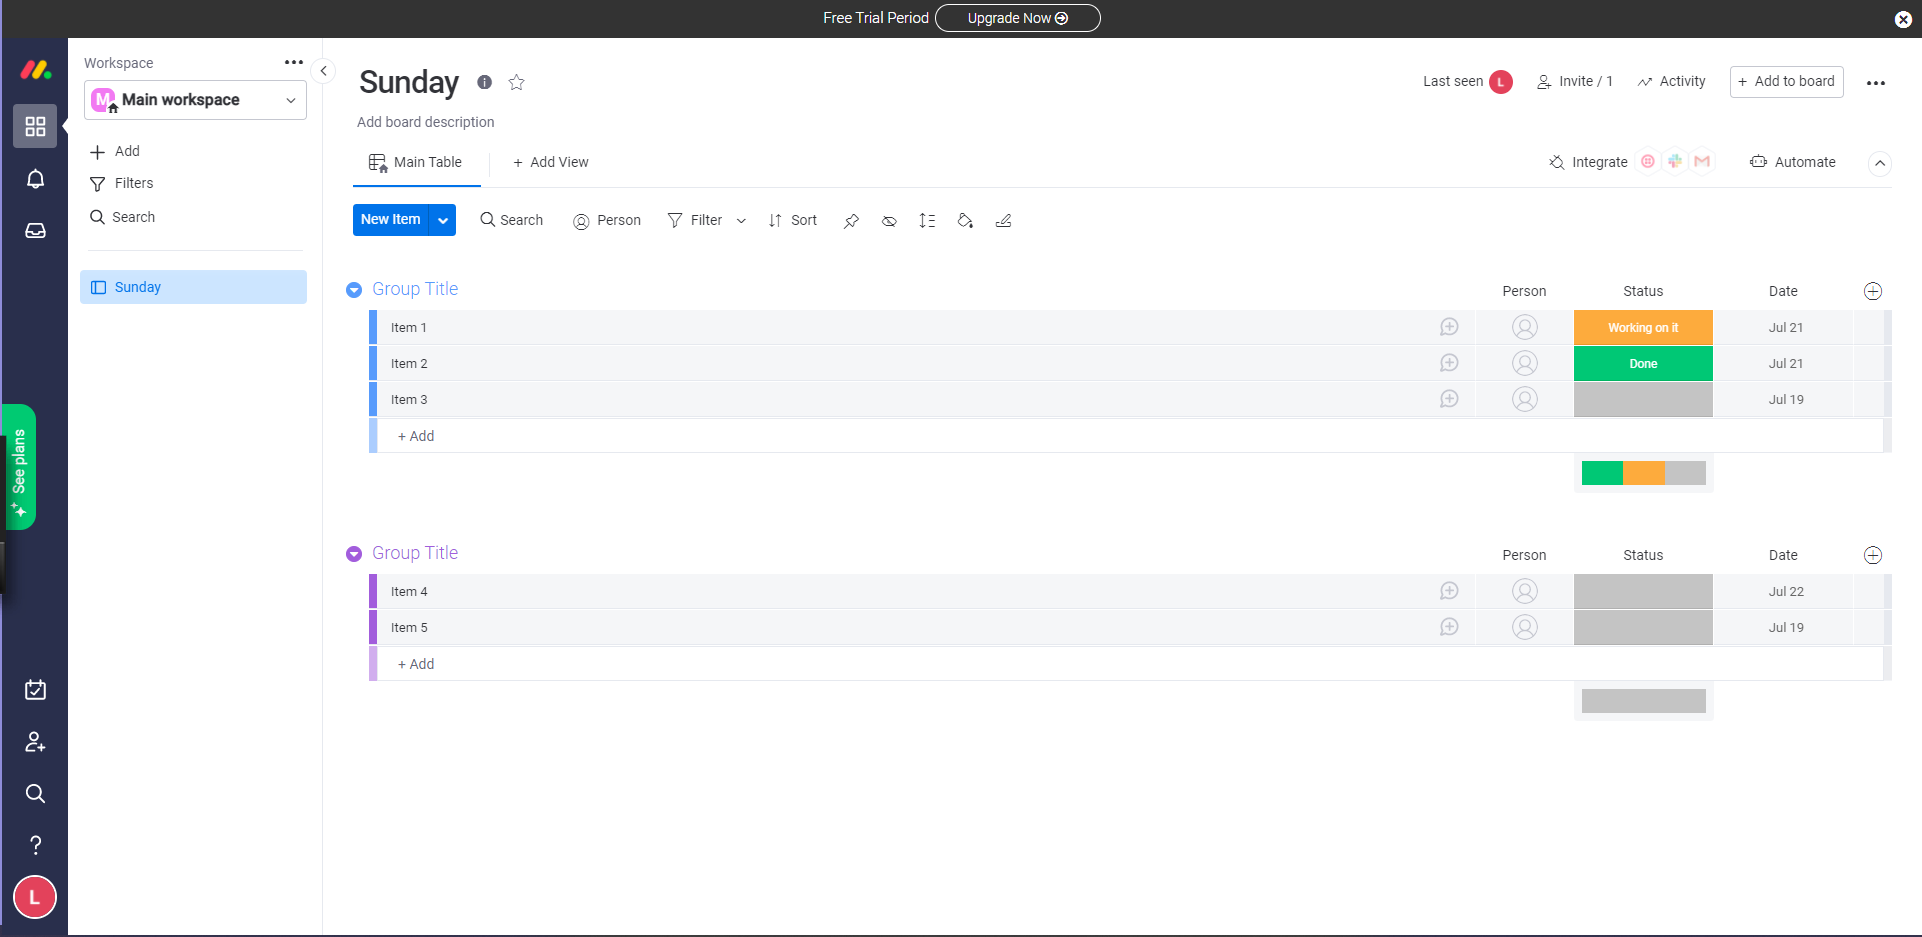 Free Trial Period Upgrade Now
Workspace
M Main workspace
Add
Filters
Search
Sunday
See plans
L
Sunday
Last seen L Invite / 1 Activity + Add to board
Add board description
Main Table + Add View Integrate M Automate
New Item Search Person Filter Sort
Group Title Person Status Date
Item 1 Working on it Jul 21
Item 2 Done Jul 21
Item 3 Jul 19
+ Add
Group Title Person Status Date
Item 4 Jul 22
Item 5 Jul 19
+ Add